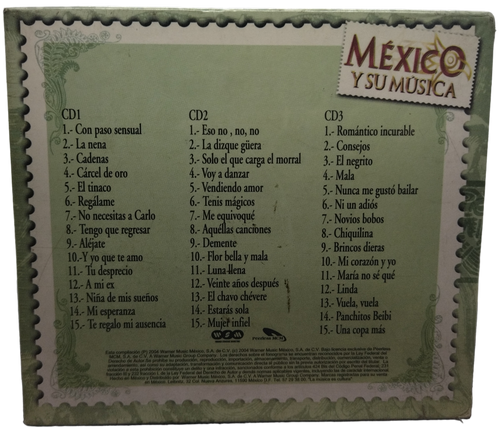 MÉXICO
Y SU MÚSICA
CD1
1.- Con paso sensual
2.- La nena
3.- Cadenas
4.- Cárcel de oro
5.- El tinaco
6.- Regálame
7.- No necesitas a Carlo
8.- Tengo que regresar
9.- Aléjate
10.- Y yo que te amo
11.- Tu desprecio
12.- A mi ex
13.- Niña de mis sueños
14.- Mi esperanza
15.- Te regalo mi ausencia
CD2
1.- Eso no , no, no
2.- La dizque güera
3.- Solo el que carga el morral
4.- Voy a danzar
5.- Vendiendo amor
6.- Tenis mágicos
7.- Me equivoqué
8.- Aquéllas canciones
9.- Demente
10.- Flor bella y mala
11.- Luna llena
12.- Veinte años después
13.- El chavo chévere
14.- Estarás sola
15.- Mujer infiel
CD3
1.- Romántico incurable
2.- Consejos
3.- El negrito
4.- Mala
5.- Nunca me gustó bailar
6.- Ni un adiós
7.- Novios bobos
8.- Chiquilina
9.- Brincos dieras
10.- Mi corazón y yo
11.- María no sé qué
12.- Linda
13.- Vuela, vuela
14.- Panchitos Beibi
15.- Una copa más